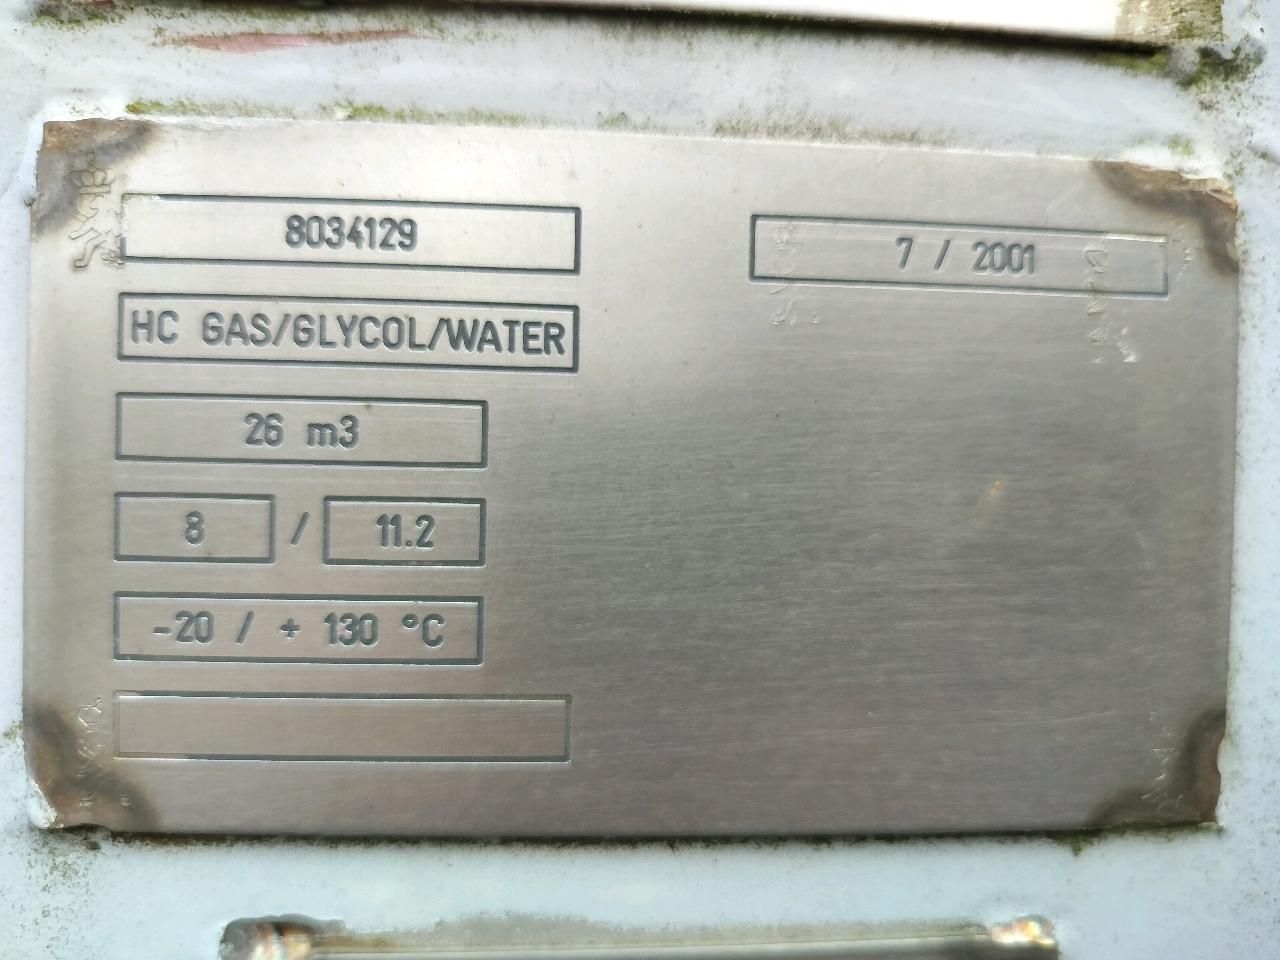 8034129
7 / 2001
HC GAS/GLYCOL/WATER
26 m3
8 / 11.2
-20 / + 130 °C